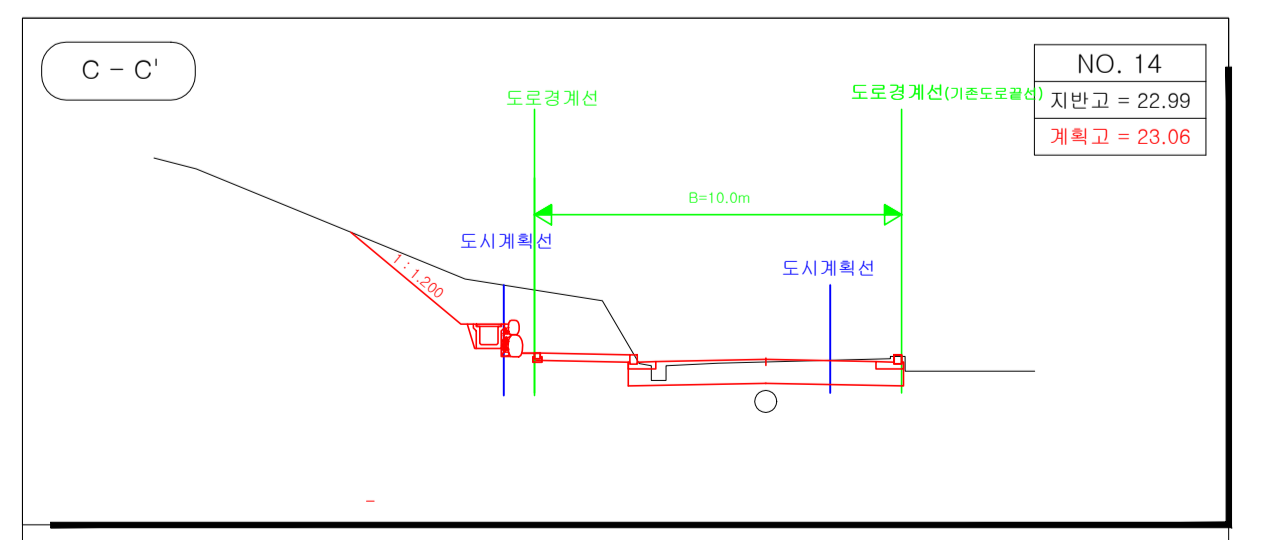 C - C'
NO. 14
지반고 = 22.99
계획고 = 23.06
도로경계선
도로경계선(기존도로끝선)
B=10.0m
도시계획선
도시계획선
1 : 1.200